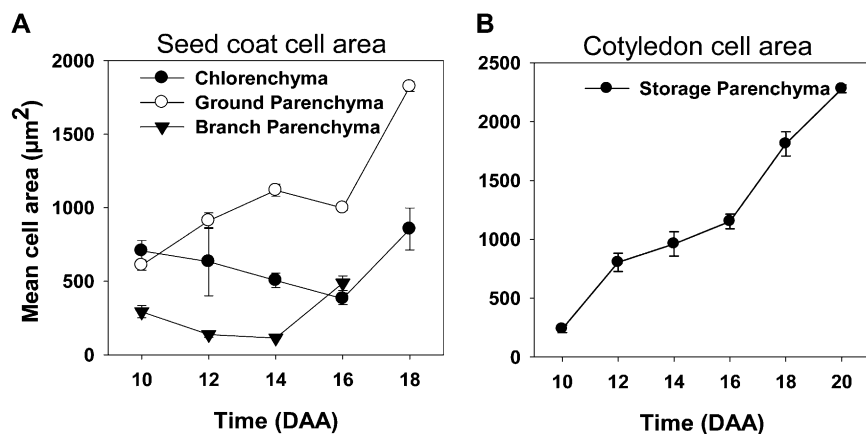 A
Seed coat cell area
Chlorenchyma
Ground Parenchyma
Branch Parenchyma
2000
1500
1000
500
0
Mean cell area (µm²)
10 12 14 16 18
Time (DAA)
B
Cotyledon cell area
Storage Parenchyma
2500
2000
1500
1000
500
0
10 12 14 16 18 20
Time (DAA)